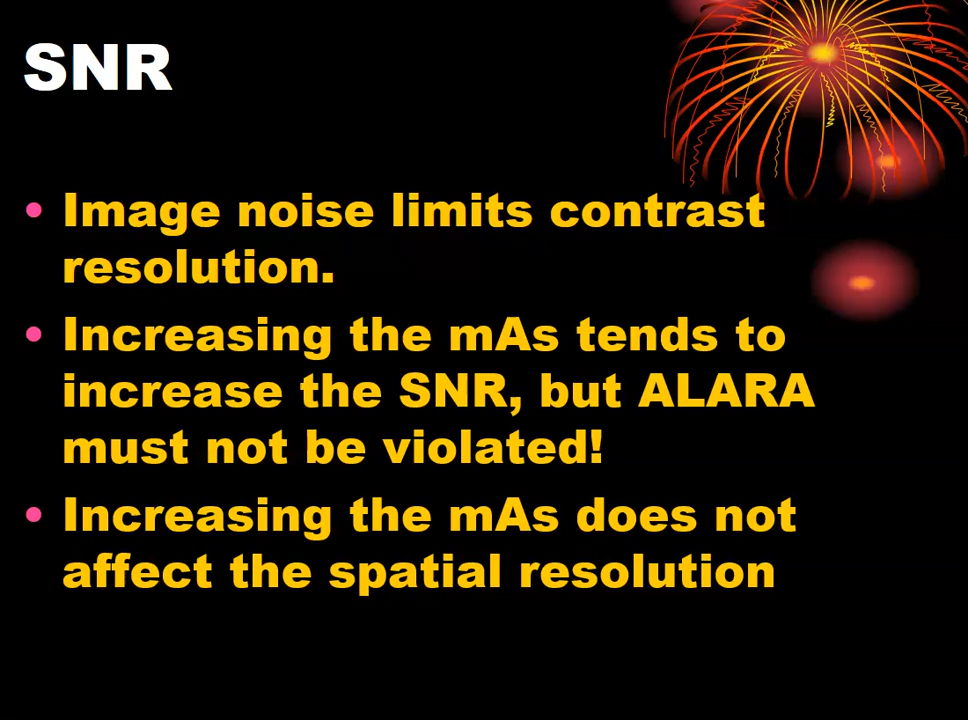 SNR
• Image noise limits contrast
resolution.
• Increasing the mAs tends to
increase the SNR, but ALARA
must not be violated!
• Increasing the mAs does not
affect the spatial resolution